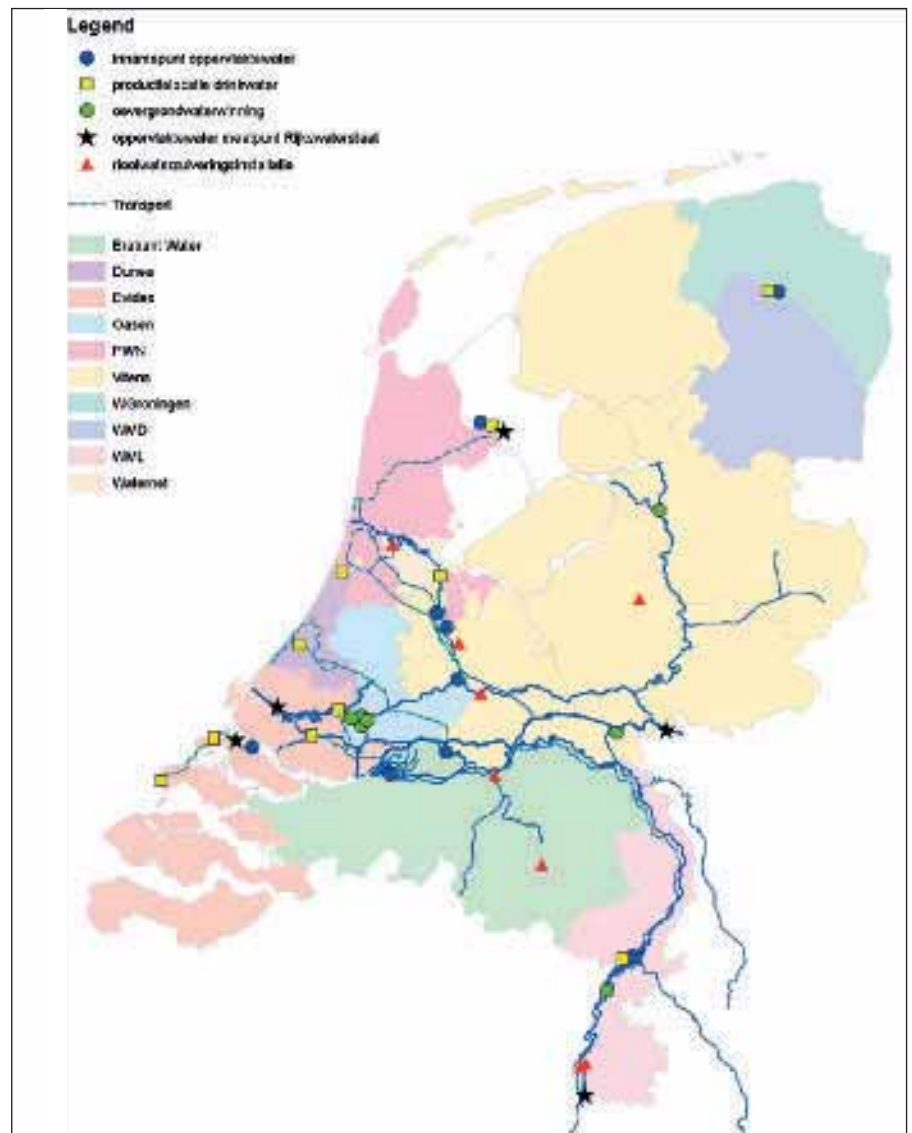 Legend
innamepunt oppervlaktewater
productielocatie drinkwater
oevergrondwaterwinning
oppervlaktewater meetpunt Rijkswaterstaat
rioolwaterzuiveringsinstallatie
Transport
Brabant Water
Dunea
Evides
Oasen
PWN
Vitens
WGroningen
WMD
WML
Waternet